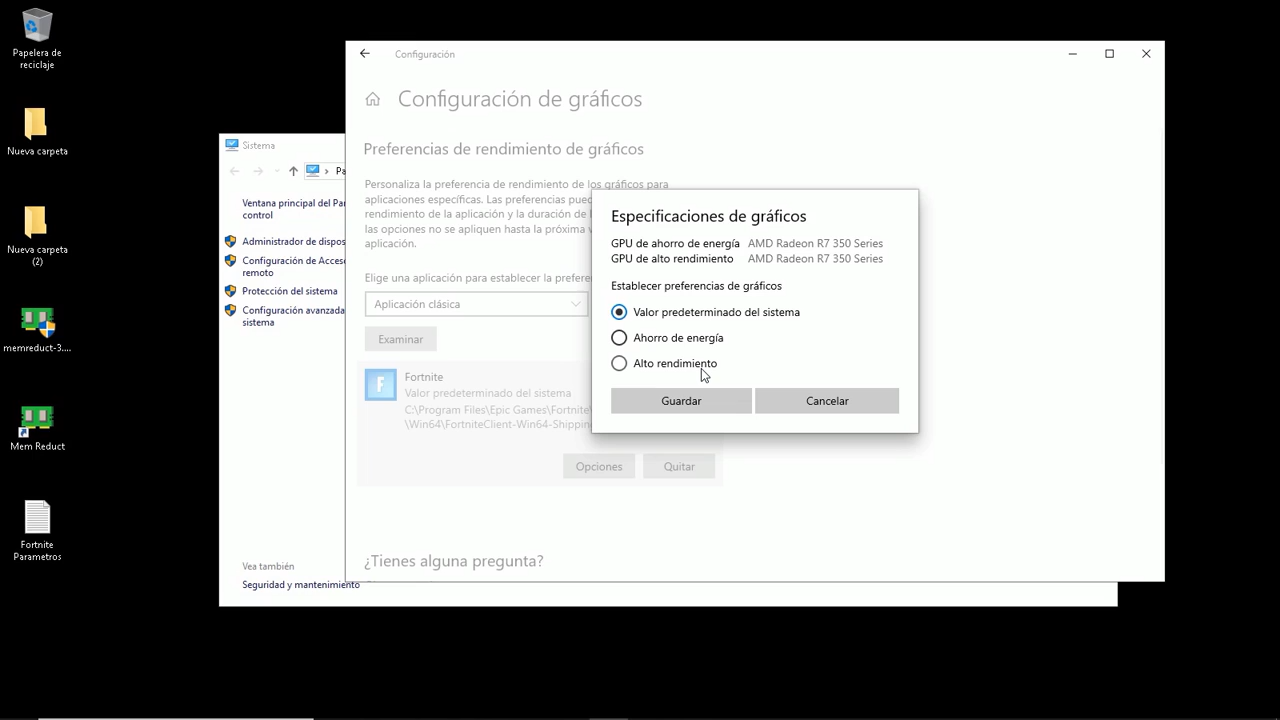 Papelera de
reciclaje
Nueva carpeta
Nueva carpeta
(2)
memreduct-3....
Mem Reduct
Fortnite
Parametros
Sistema
Pa
Ventana principal del Par
control
Administrador de dispos
Configuración de Acces
remoto
Protección del sistema
Configuración avanzada
sistema
Vea también
Seguridad y mantenimiento
Configuración
Configuración de gráficos
Preferencias de rendimiento de gráficos
Personaliza la preferencia de rendimiento de los gráficos para
aplicaciones específicas. Las preferencias pued
rendimiento de la aplicación y la duración de l
las opciones no se apliquen hasta la próxima v
aplicación.
Elige una aplicación para establecer la prefere
Aplicación clásica
Examinar
Fortnite
Valor predeterminado del sistema
C:\Program Files\Epic Games\Fortnite\
\Win64\FortniteClient-Win64-Shippin
Opciones
Quitar
¿Tienes alguna pregunta?
Especificaciones de gráficos
GPU de ahorro de energía AMD Radeon R7 350 Series
GPU de alto rendimiento AMD Radeon R7 350 Series
Establecer preferencias de gráficos
Valor predeterminado del sistema
Ahorro de energía
Alto rendimiento
Guardar
Cancelar